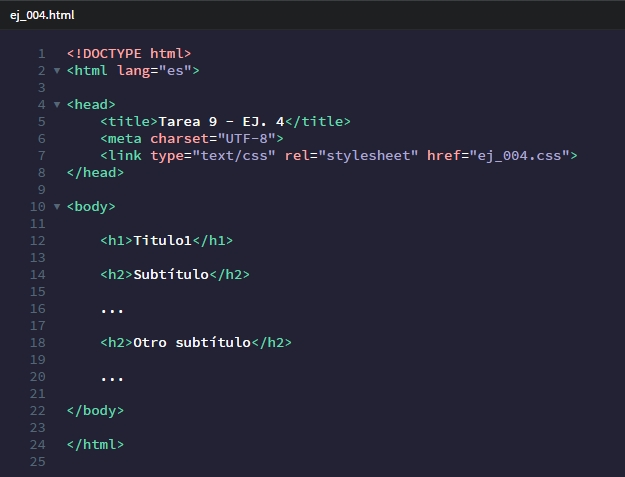 ej_004.html
1 <!DOCTYPE html>
2 <html lang="es">
3
4 <head>
5 <title>Tarea 9 - EJ. 4</title>
6 <meta charset="UTF-8">
7 <link type="text/css" rel="stylesheet" href="ej_004.css">
8 </head>
9
10 <body>
11
12 <h1>Titulo1</h1>
13
14 <h2>Subtítulo</h2>
15
16 ...
17
18 <h2>Otro subtítulo</h2>
19
20 ...
21
22 </body>
23
24 </html>
25